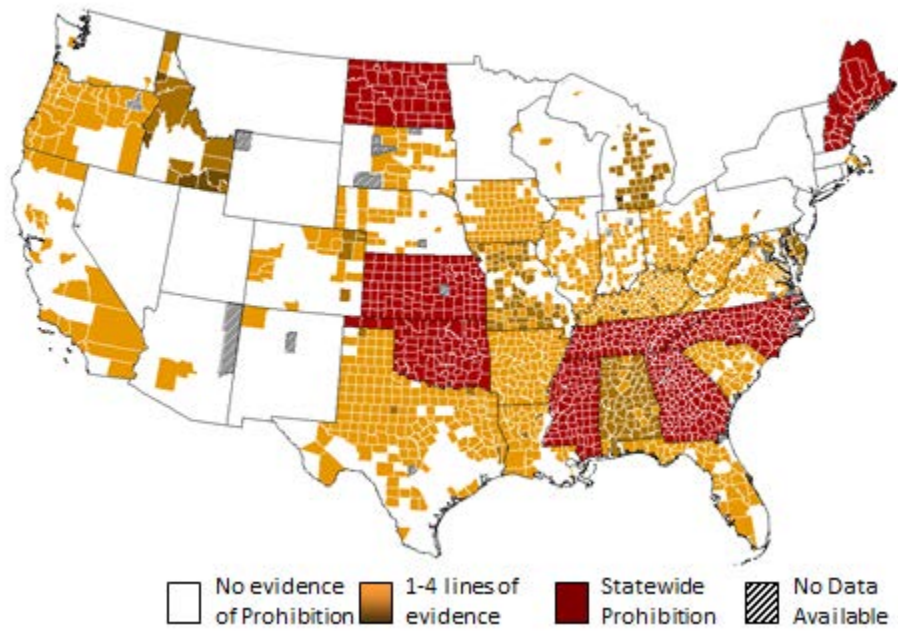 No evidence of Prohibition
1-4 lines of evidence
Statewide Prohibition
No Data Available